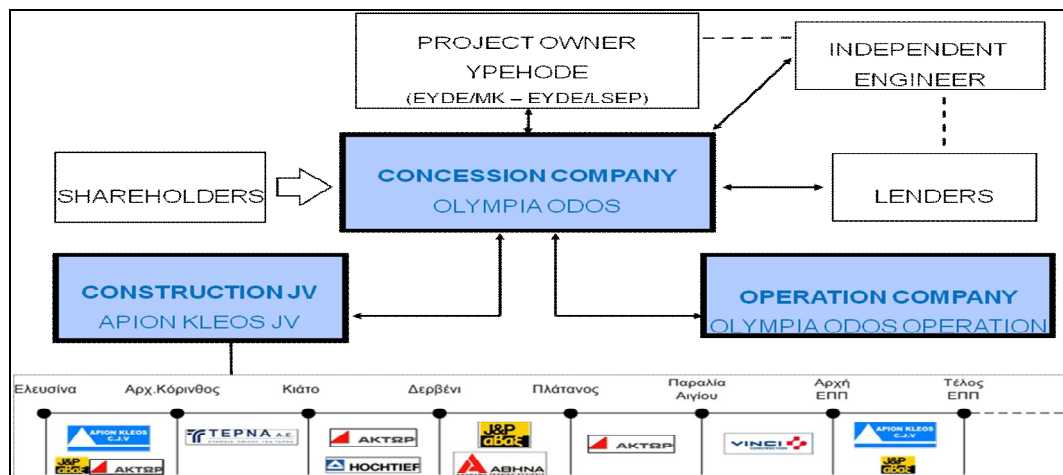 PROJECT OWNER
YPEHODE
(EYDE/MK – EYDE/LSEP)
INDEPENDENT
ENGINEER
SHAREHOLDERS
CONCESSION COMPANY
OLYMPIA ODOS
LENDERS
CONSTRUCTION JV
APION KLEOS JV
OPERATION COMPANY
OLYMPIA ODOS OPERATION
Ελευσίνα
Αρχ.Κόρινθος
Κιάτο
Δερβένι
Πλάτανος
Παραλία
Αιγίου
Αρχή
ΕΠΠ
Τέλος
ΕΠΠ
APION KLEOS
C.J.V
J&P
αβαξ
ΑΚΤΩΡ
ΤΕΡΝΑ Α.Ε.
ΑΚΤΩΡ
HOCHTIEF
J&P
αβαξ
ΑΘΗΝΑ
ΑΚΤΩΡ
VINCI
CONSTRUCTION
APION KLEOS
C.J.V
J&P
αβαξ